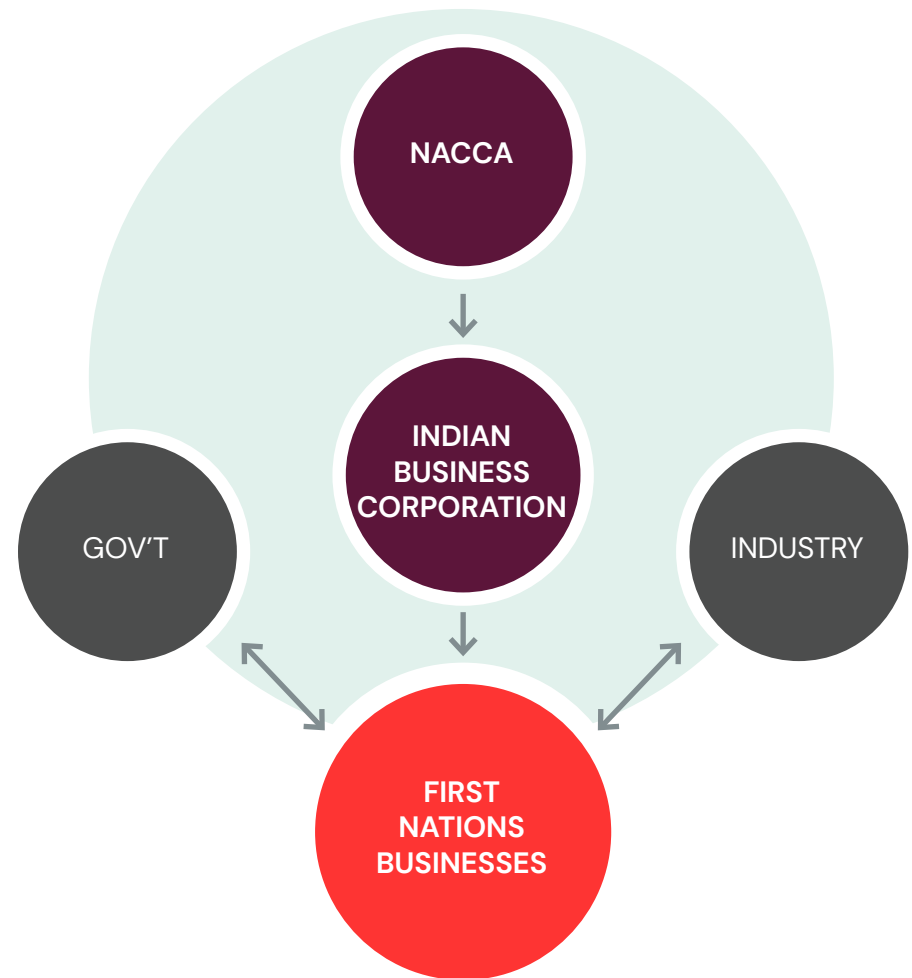 NACCA
INDIAN
BUSINESS
CORPORATION
GOV'T
INDUSTRY
FIRST
NATIONS
BUSINESSES